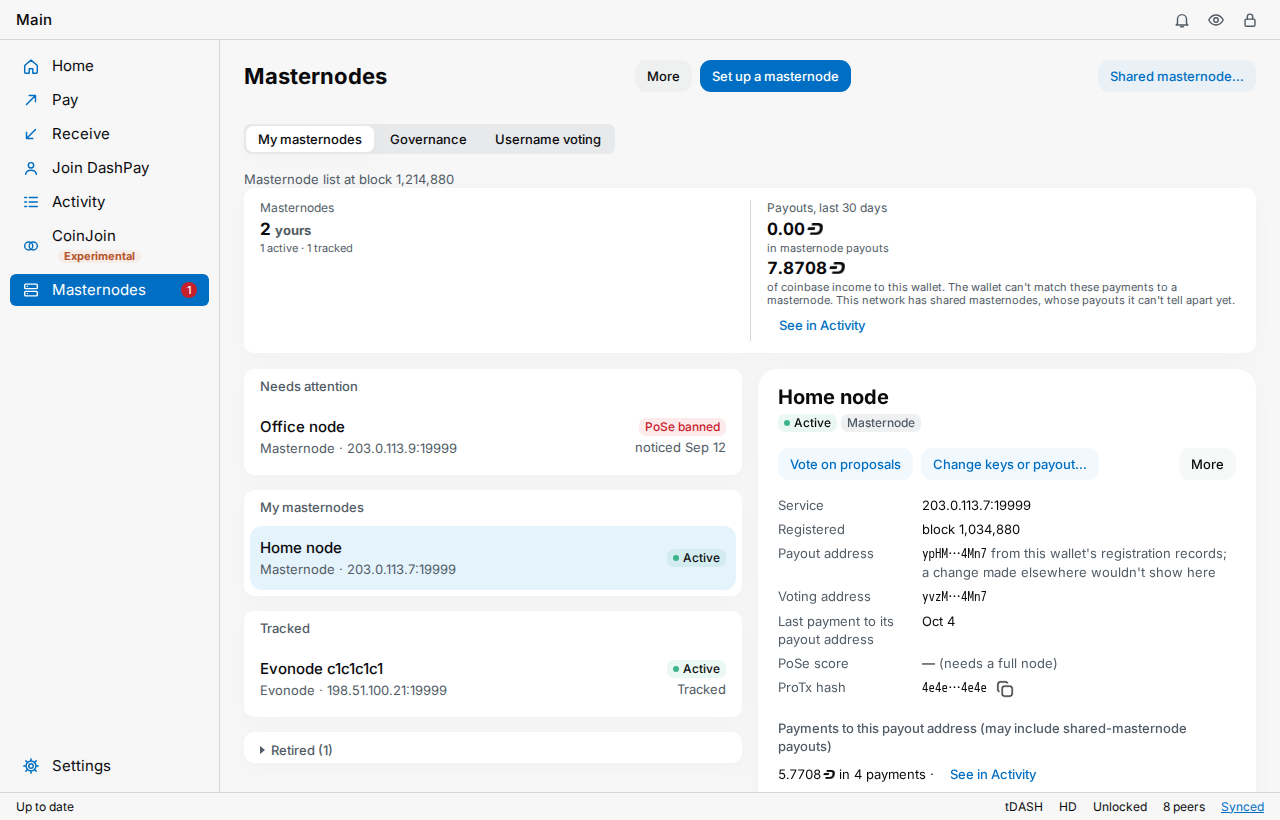 Main
Home
Pay
Receive
Join DashPay
Activity
CoinJoin
Experimental
Masternodes 1
Settings
Masternodes
More
Set up a masternode
Shared masternode...
My masternodes Governance Username voting
Masternode list at block 1,214,880
Masternodes
2 yours
1 active · 1 tracked
Payouts, last 30 days
0.00
in masternode payouts
7.8708
of coinbase income to this wallet. The wallet can't match these payments to a
masternode. This network has shared masternodes, whose payouts it can't tell apart yet.
See in Activity
Needs attention
Office node PoSe banned
Masternode · 203.0.113.9:19999 noticed Sep 12
My masternodes
Home node Active
Masternode · 203.0.113.7:19999
Tracked
Evonode c1c1c1c1 Active
Evonode · 198.51.100.21:19999 Tracked
Retired (1)
Home node
Active Masternode
Vote on proposals Change keys or payout... More
Service 203.0.113.7:19999
Registered block 1,034,880
Payout address ypHM···4Mn7 from this wallet's registration records;
a change made elsewhere wouldn't show here
Voting address yvzM···4Mn7
Last payment to its Oct 4
payout address
PoSe score — (needs a full node)
ProTx hash 4e4e···4e4e
Payments to this payout address (may include shared-masternode
payouts)
5.7708 in 4 payments · See in Activity
Up to date tDASH HD Unlocked 8 peers Synced